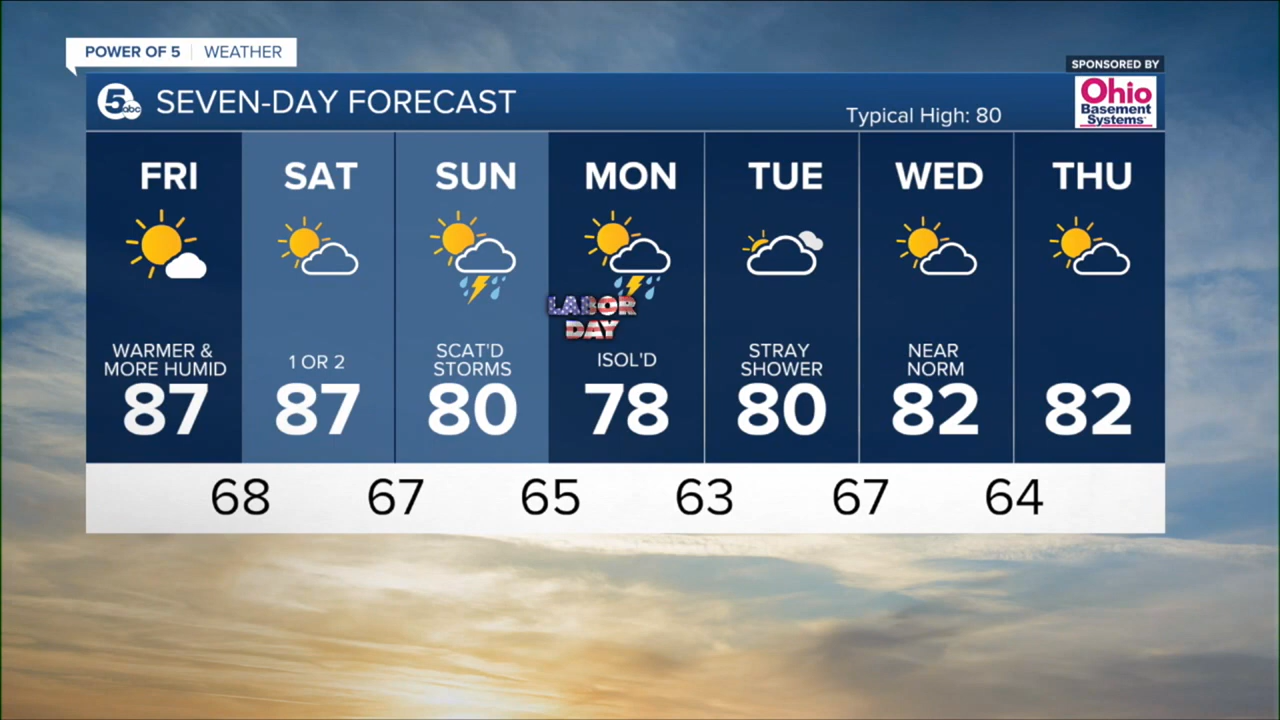 POWER OF 5 | WEATHER
SPONSORED BY
5 abc SEVEN-DAY FORECAST
Typical High: 80
Ohio
Basement
Systems
FRI SAT SUN MON TUE WED THU
LABOR
DAY
WARMER &
MORE HUMID
87
1 OR 2
87
SCAT'D
STORMS
80
ISOL'D
78
STRAY
SHOWER
80
NEAR
NORM
82
82
68 67 65 63 67 64